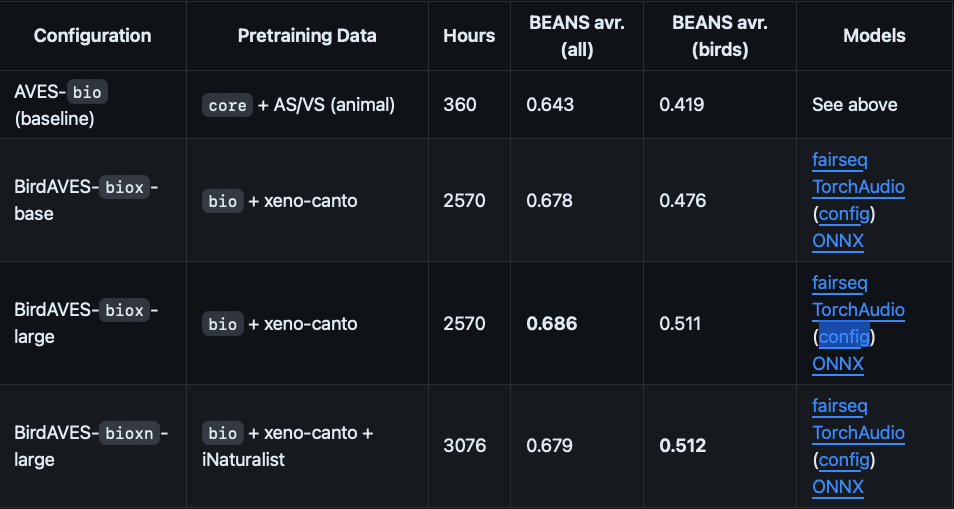 Configuration Pretraining Data Hours BEANS avr. (all) BEANS avr. (birds) Models
AVES-bio (baseline) core + AS/VS (animal) 360 0.643 0.419 See above
BirdAVES-biox-base bio + xeno-canto 2570 0.678 0.476 fairseq TorchAudio (config) ONNX
BirdAVES-biox-large bio + xeno-canto 2570 0.686 0.511 fairseq TorchAudio (config) ONNX
BirdAVES-bioxn-large bio + xeno-canto + iNaturalist 3076 0.679 0.512 fairseq TorchAudio (config) ONNX